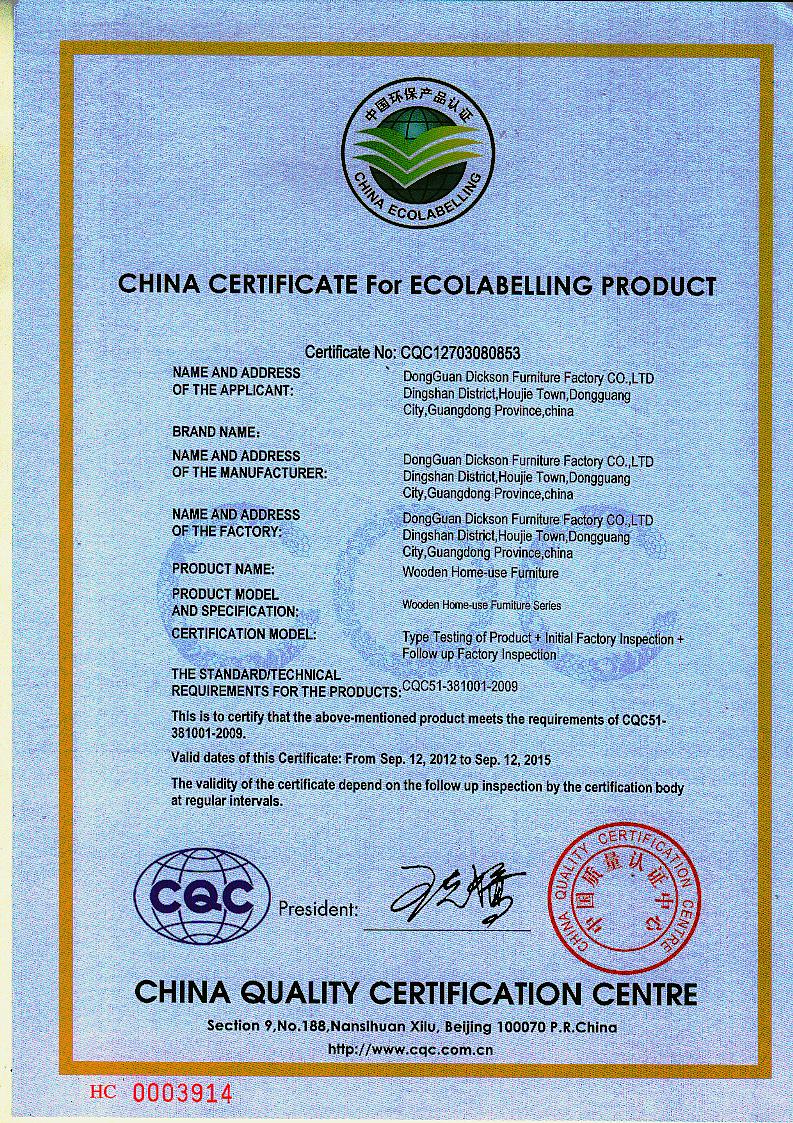 中国环保产品认证
CHINA ECOLABELLING
CHINA CERTIFICATE For ECOLABELLING PRODUCT
Certificate No: CQC12703080853
NAME AND ADDRESS
OF THE APPLICANT:
DongGuan Dickson Furniture Factory CO.,LTD
Dingshan District,Houjie Town,Dongguang
City,Guangdong Province,china
BRAND NAME:
NAME AND ADDRESS
OF THE MANUFACTURER:
DongGuan Dickson Furniture Factory CO.,LTD
Dingshan District,Houjie Town,Dongguang
City,Guangdong Province,china
NAME AND ADDRESS
OF THE FACTORY:
DongGuan Dickson Furniture Factory CO.,LTD
Dingshan District,Houjie Town,Dongguang
City,Guangdong Province,china
PRODUCT NAME:
Wooden Home-use Furniture
PRODUCT MODEL
AND SPECIFICATION:
Wooden Home-use Furniture Series
CERTIFICATION MODEL:
Type Testing of Product + Initial Factory Inspection +
Follow up Factory Inspection
THE STANDARD/TECHNICAL
REQUIREMENTS FOR THE PRODUCTS:
CQC51-381001-2009
This is to certify that the above-mentioned product meets the requirements of CQC51-
381001-2009.
Valid dates of this Certificate: From Sep. 12, 2012 to Sep. 12, 2015
The validity of the certificate depend on the follow up inspection by the certification body
at regular intervals.
CQC
CQC
President:
CHINA QUALITY CERTIFICATION CENTRE
中国质量认证中心
CHINA QUALITY CERTIFICATION CENTRE
Section 9,No.188,Nansihuan Xilu, Beijing 100070 P.R.China
http://www.cqc.com.cn
HC 0003914